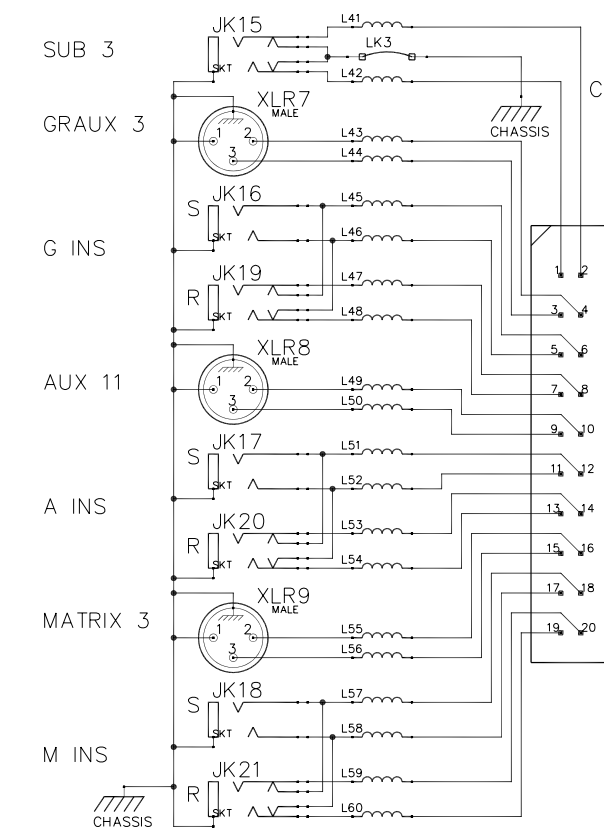 JK15
L41
SUB 3
LK3
SKT
L42
C
XLR7
MALE
GRAUX 3
CHASSIS
1 2
3
L43
L44
JK16
S
L45
SKT
L46
G INS
JK19
1 2
L47
R
3 4
SKT
L48
5 6
XLR8
MALE
AUX 11
1 2
3
L49
7 8
L50
9 10
JK17
S
L51
SKT
L52
11 12
A INS
JK20
13 14
L53
R
SKT
L54
15 16
XLR9
MALE
17 18
MATRIX 3
1 2
3
L55
19 20
L56
JK18
S
L57
SKT
L58
M INS
JK21
L59
R
SKT
L60
CHASSIS